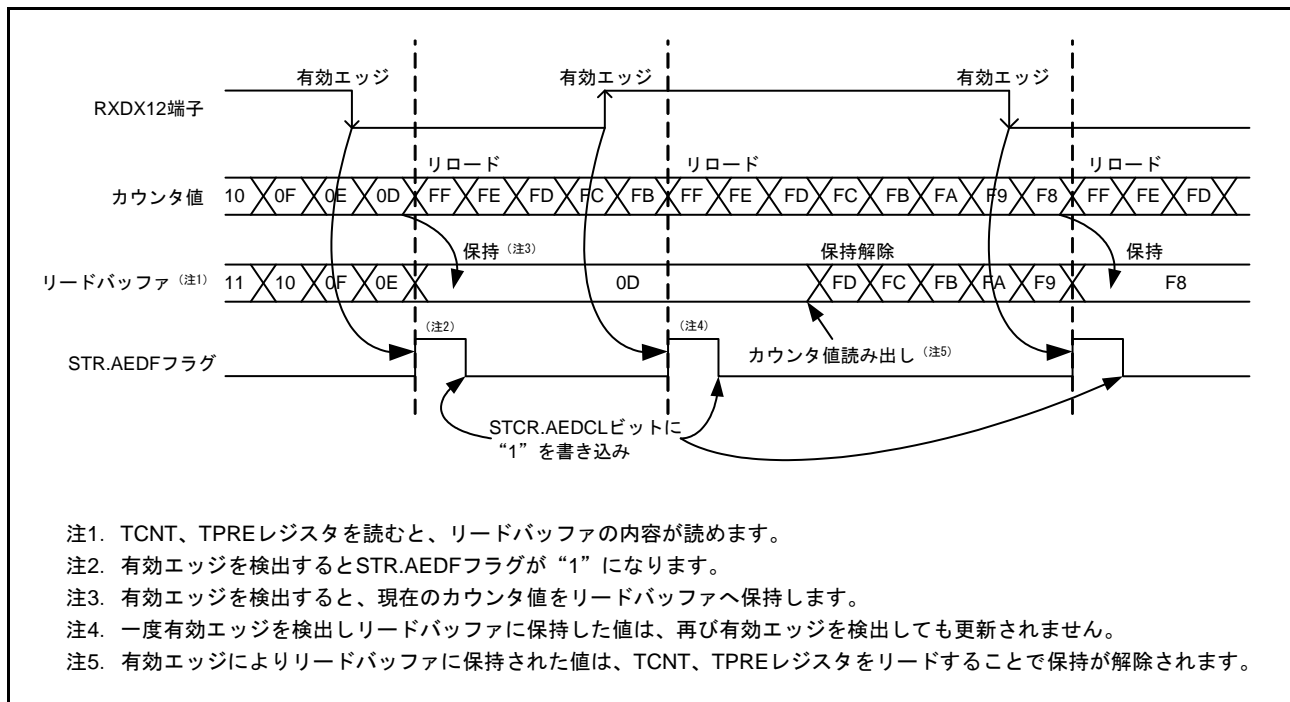 有効エッジ 有効エッジ 有効エッジ
RXDX12端子
リロード リロード リロード
カウンタ値 10 0F 0E 0D FF FE FD FC FB FF FE FD FC FB FA F9 F8 FF FE FD
保持（注3） 保持解除 保持
リードバッファ（注1） 11 10 0F 0E 0D FD FC FB FA F9 F8
（注2） （注4） カウンタ値読み出し（注5）
STR.AEDFフラグ
STCR.AEDCLビットに
“1”を書き込み
注1. TCNT、TPREレジスタを読むと、リードバッファの内容が読めます。
注2. 有効エッジを検出するとSTR.AEDFフラグが“1”になります。
注3. 有効エッジを検出すると、現在のカウンタ値をリードバッファへ保持します。
注4. 一度有効エッジを検出しリードバッファに保持した値は、再び有効エッジを検出しても更新されません。
注5. 有効エッジによりリードバッファに保持された値は、TCNT、TPREレジスタをリードすることで保持が解除されます。